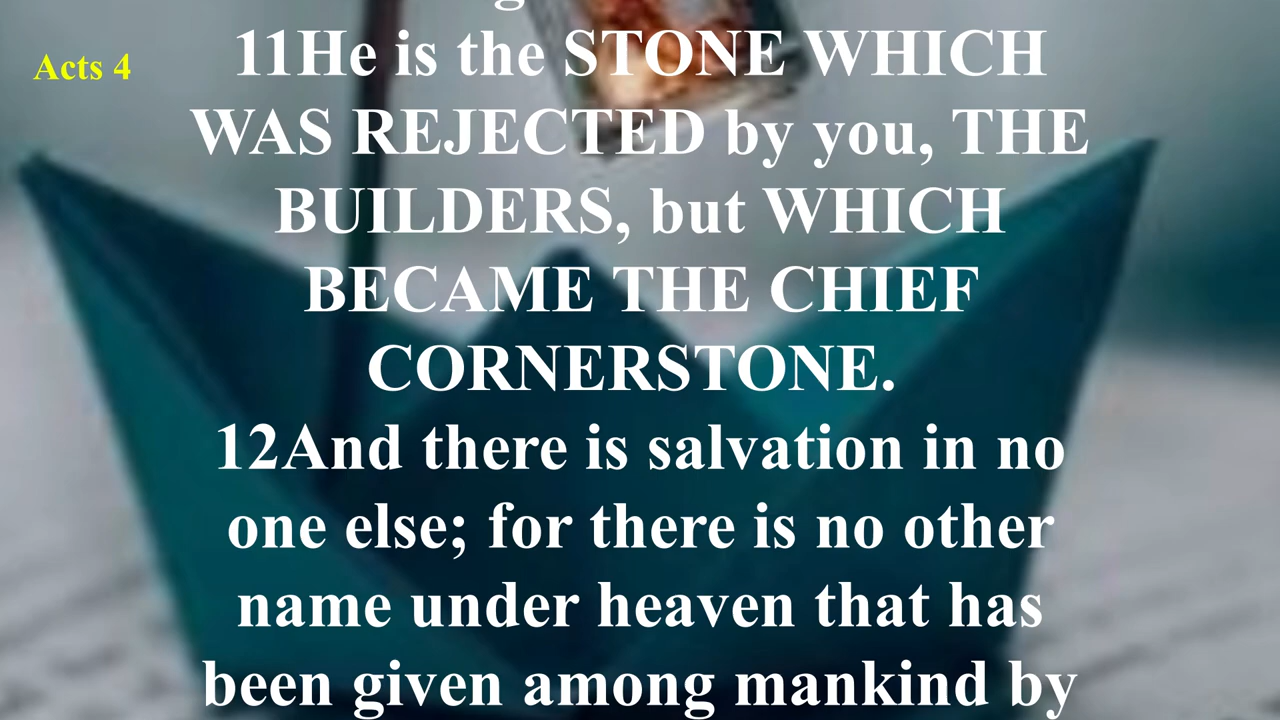 Acts 4
11He is the STONE WHICH
WAS REJECTED by you, THE
BUILDERS, but WHICH
BECAME THE CHIEF
CORNERSTONE.
12And there is salvation in no
one else; for there is no other
name under heaven that has
been given among mankind by